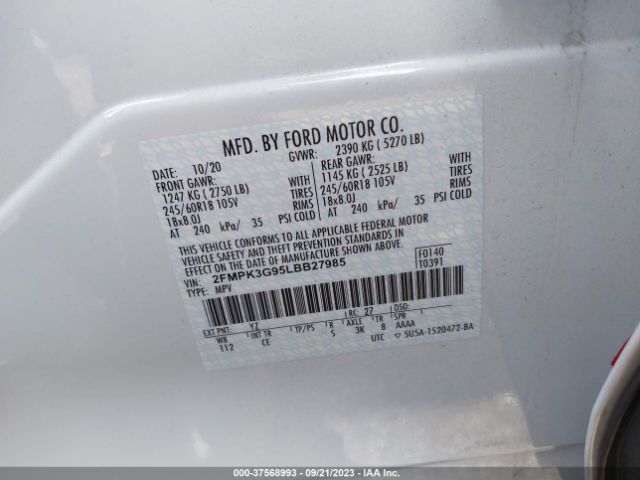 MFD. BY FORD MOTOR CO.
DATE: 10/20 GVWR: 2390 KG ( 5270 LB)
FRONT GAWR: WITH REAR GAWR: WITH
1247 KG ( 2750 LB) TIRES 1145 KG ( 2525 LB) TIRES
245/60R18 105V RIMS 245/60R18 105V RIMS
18x8.0J 18x8.0J
AT 240 kPa/ 35 PSI COLD AT 240 kPa/ 35 PSI COLD
THIS VEHICLE CONFORMS TO ALL APPLICABLE FEDERAL MOTOR
VEHICLE SAFETY AND THEFT PREVENTION STANDARDS IN
EFFECT ON THE DATE OF MANUFACTURE SHOWN ABOVE.
VIN: 2FMPK3G95LBB27985 F0140
TYPE: MPV T0391
EXT PNT: YZ RC: 27 DSO:
WB INT TR TP/PS R AXLE TR SPR
112 CE S 3K 8 AAAA
UTC ▽ 5U5A-1520472-BA
000-37568993 - 09/21/2023 - IAA Inc.